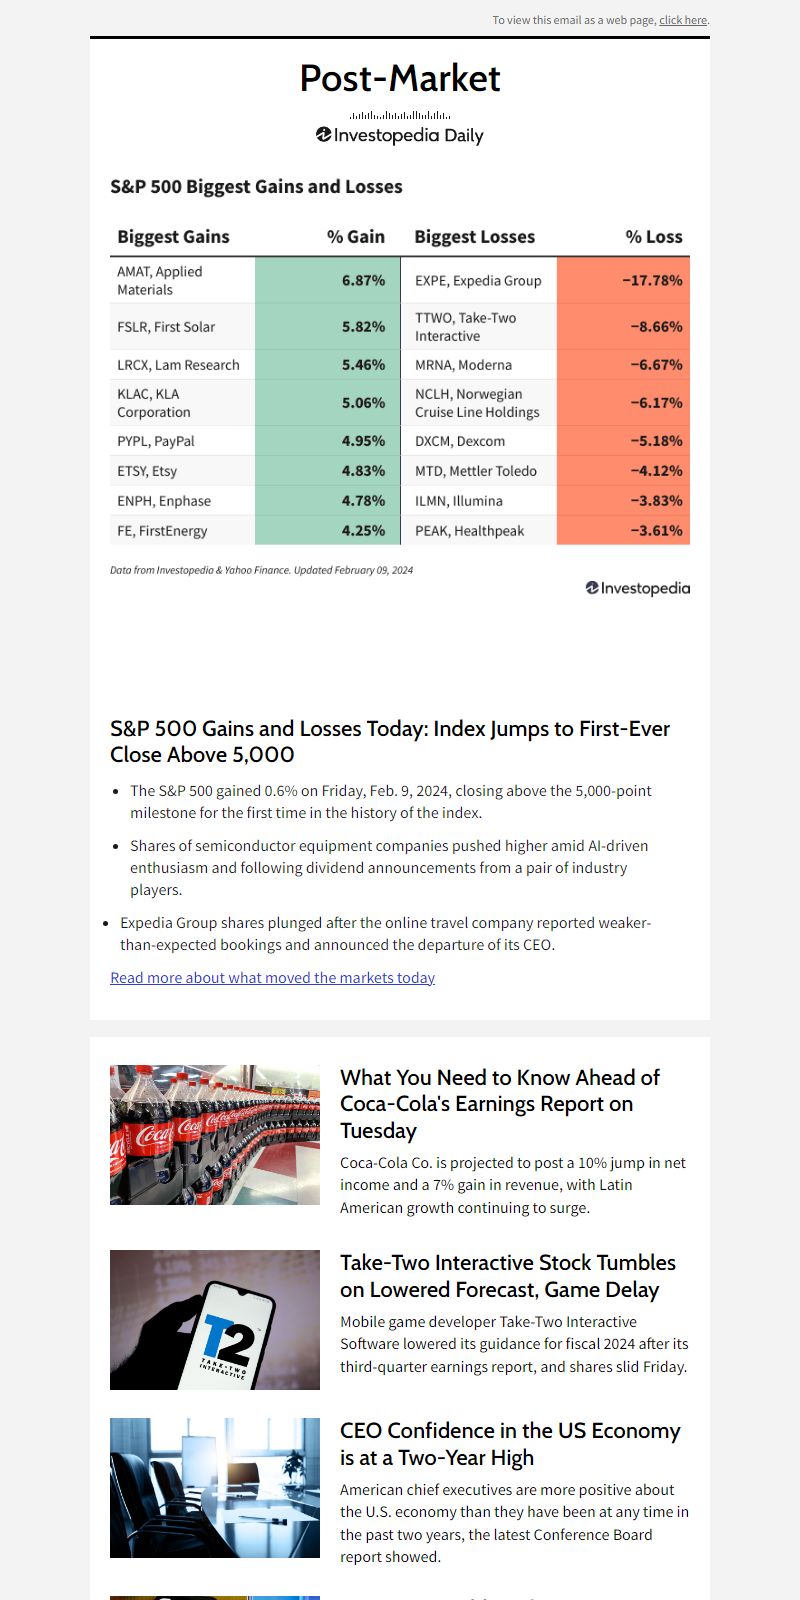 To view this email as a web page, click here.
Post-Market
Investopedia Daily
S&P 500 Biggest Gains and Losses
Biggest Gains % Gain Biggest Losses % Loss
AMAT, Applied Materials 6.87% EXPE, Expedia Group −17.78%
FSLR, First Solar 5.82% TTWO, Take-Two Interactive −8.66%
LRCX, Lam Research 5.46% MRNA, Moderna −6.67%
KLAC, KLA Corporation 5.06% NCLH, Norwegian Cruise Line Holdings −6.17%
PYPL, PayPal 4.95% DXCM, Dexcom −5.18%
ETSY, Etsy 4.83% MTD, Mettler Toledo −4.12%
ENPH, Enphase 4.78% ILMN, Illumina −3.83%
FE, FirstEnergy 4.25% PEAK, Healthpeak −3.61%
Data from Investopedia & Yahoo Finance. Updated February 09, 2024
Investopedia
S&P 500 Gains and Losses Today: Index Jumps to First-Ever
Close Above 5,000
• The S&P 500 gained 0.6% on Friday, Feb. 9, 2024, closing above the 5,000-point
milestone for the first time in the history of the index.
• Shares of semiconductor equipment companies pushed higher amid AI-driven
enthusiasm and following dividend announcements from a pair of industry
players.
• Expedia Group shares plunged after the online travel company reported weaker-
than-expected bookings and announced the departure of its CEO.
Read more about what moved the markets today
What You Need to Know Ahead of
Coca-Cola's Earnings Report on
Tuesday
Coca-Cola Co. is projected to post a 10% jump in net
income and a 7% gain in revenue, with Latin
American growth continuing to surge.
Coca-Cola
Take-Two Interactive Stock Tumbles
on Lowered Forecast, Game Delay
Mobile game developer Take-Two Interactive
Software lowered its guidance for fiscal 2024 after its
third-quarter earnings report, and shares slid Friday.
T2
TAKE-TWO
INTERACTIVE
CEO Confidence in the US Economy
is at a Two-Year High
American chief executives are more positive about
the U.S. economy than they have been at any time in
the past two years, the latest Conference Board
report showed.